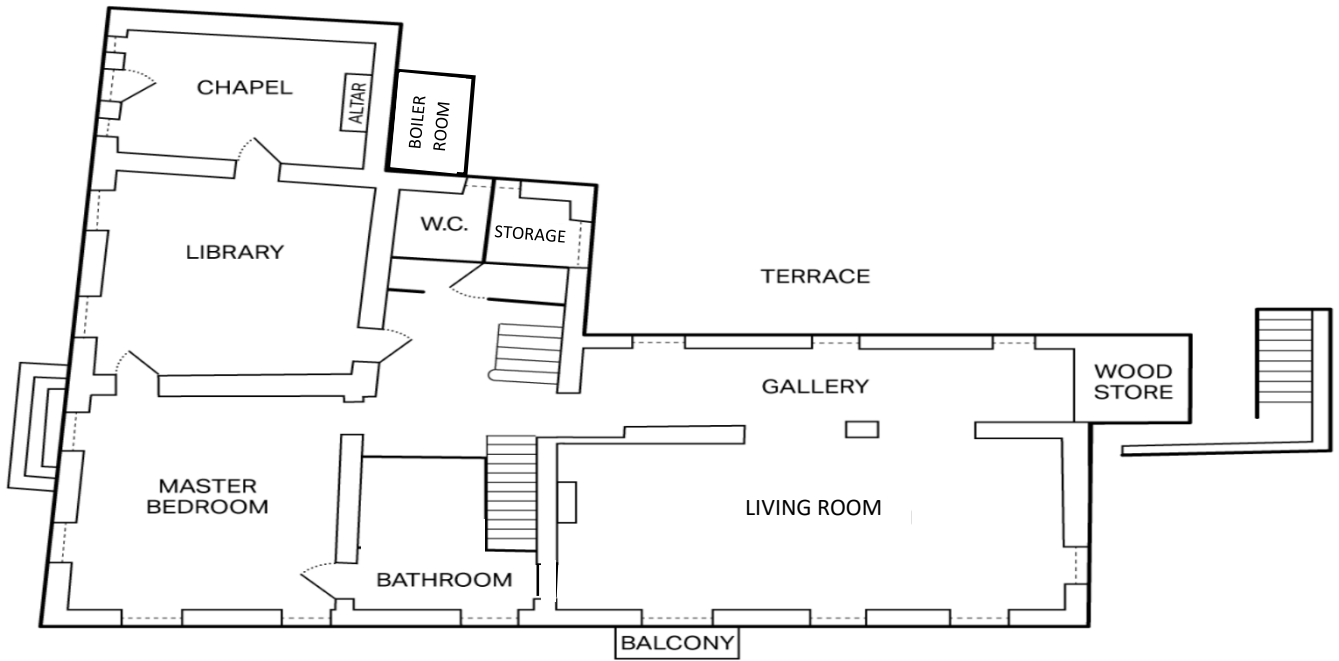 CHAPEL
ALTAR
BOILER
ROOM
W.C.
STORAGE
LIBRARY
TERRACE
GALLERY
WOOD
STORE
MASTER
BEDROOM
LIVING ROOM
BATHROOM
BALCONY